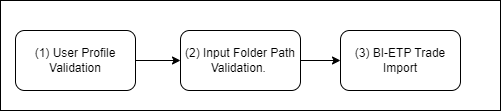 (1) User Profile
Validation
(2) Input Folder Path
Validation.
(3) BI-ETP Trade
Import